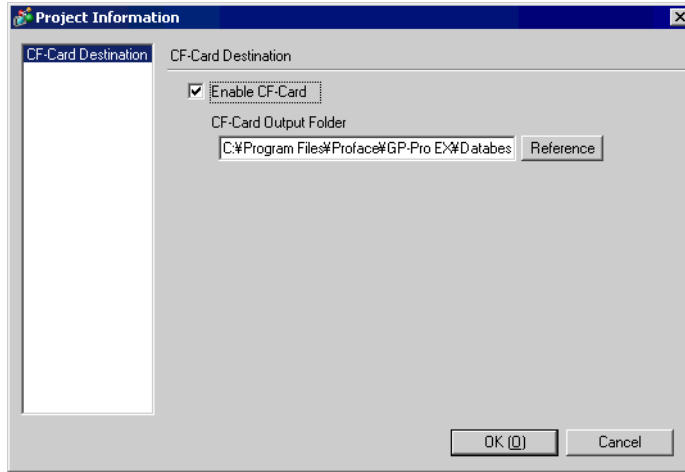 Project Information
CF-Card Destination
CF-Card Destination
Enable CF-Card
CF-Card Output Folder
C:¥Program Files¥Proface¥GP-Pro EX¥Databes
Reference
OK (O)
Cancel